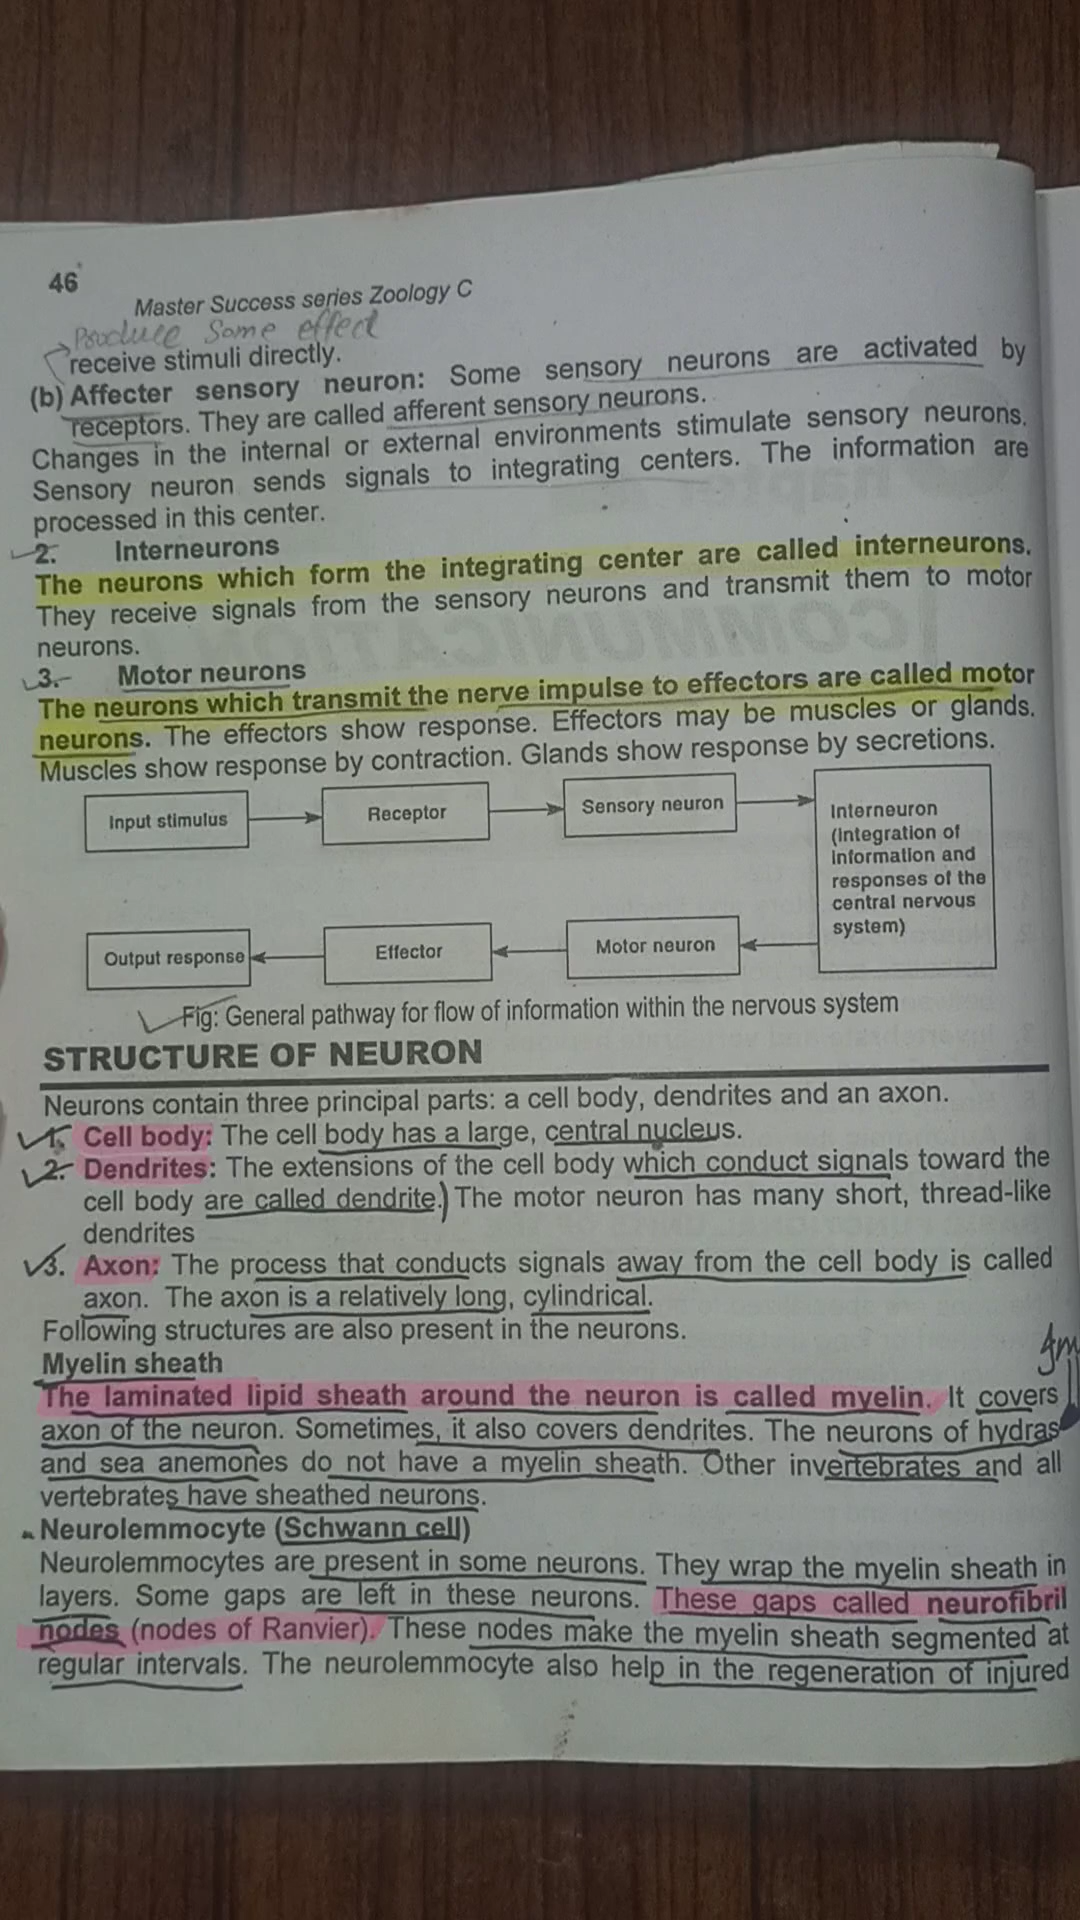 46
Master Success series Zoology C
Produce Some effect
receive stimuli directly.
(b) Affecter sensory neuron: Some sensory neurons are activated by
receptors. They are called afferent sensory neurons.
Changes in the internal or external environments stimulate sensory neurons.
Sensory neuron sends signals to integrating centers. The information are
processed in this center.
2. Interneurons
The neurons which form the integrating center are called interneurons.
They receive signals from the sensory neurons and transmit them to motor
neurons.
3. Motor neurons
The neurons which transmit the nerve impulse to effectors are called motor
neurons. The effectors show response. Effectors may be muscles or glands.
Muscles show response by contraction. Glands show response by secretions.
Input stimulus
Receptor
Sensory neuron
Interneuron
(Integration of
information and
responses of the
central nervous
system)
Output response
Effector
Motor neuron
Fig: General pathway for flow of information within the nervous system
STRUCTURE OF NEURON
Neurons contain three principal parts: a cell body, dendrites and an axon.
1. Cell body: The cell body has a large, central nucleus.
2. Dendrites: The extensions of the cell body which conduct signals toward the
cell body are called dendrite.) The motor neuron has many short, thread-like
dendrites
3. Axon: The process that conducts signals away from the cell body is called
axon. The axon is a relatively long, cylindrical.
Following structures are also present in the neurons.
Myelin sheath
The laminated lipid sheath around the neuron is called myelin. It covers
axon of the neuron. Sometimes, it also covers dendrites. The neurons of hydras
and sea anemones do not have a myelin sheath. Other invertebrates and all
vertebrates have sheathed neurons.
Neurolemmocyte (Schwann cell)
Neurolemmocytes are present in some neurons. They wrap the myelin sheath in
layers. Some gaps are left in these neurons. These gaps called neurofibril
nodes (nodes of Ranvier). These nodes make the myelin sheath segmented at
regular intervals. The neurolemmocyte also help in the regeneration of injured